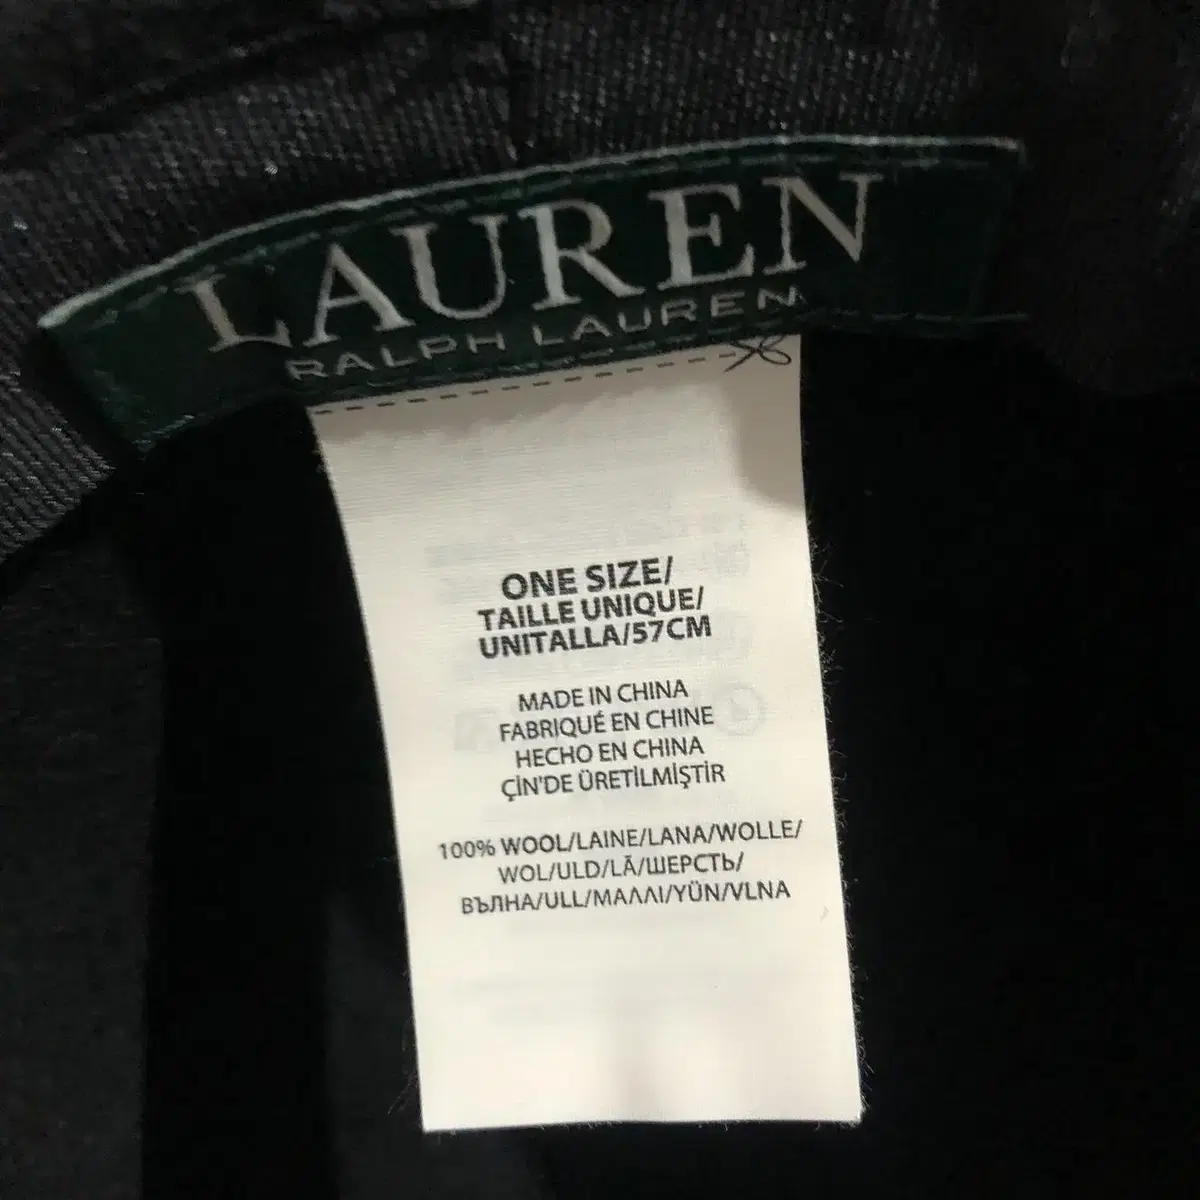 LAUREN
RALPH LAUREN
ONE SIZE/
TAILLE UNIQUE/
UNITALLA/57CM
MADE IN CHINA
FABRIQUÉ EN CHINE
HECHO EN CHINA
ÇİN'DE ÜRETİLMİŞTİR
100% WOOL/LAINE/LANA/WOLLE/
WOL/ULD/LÃ/ШЕРСТЬ/
ВЪЛНА/ULL/ΜΑΛΛΙ/YÜN/VLNA